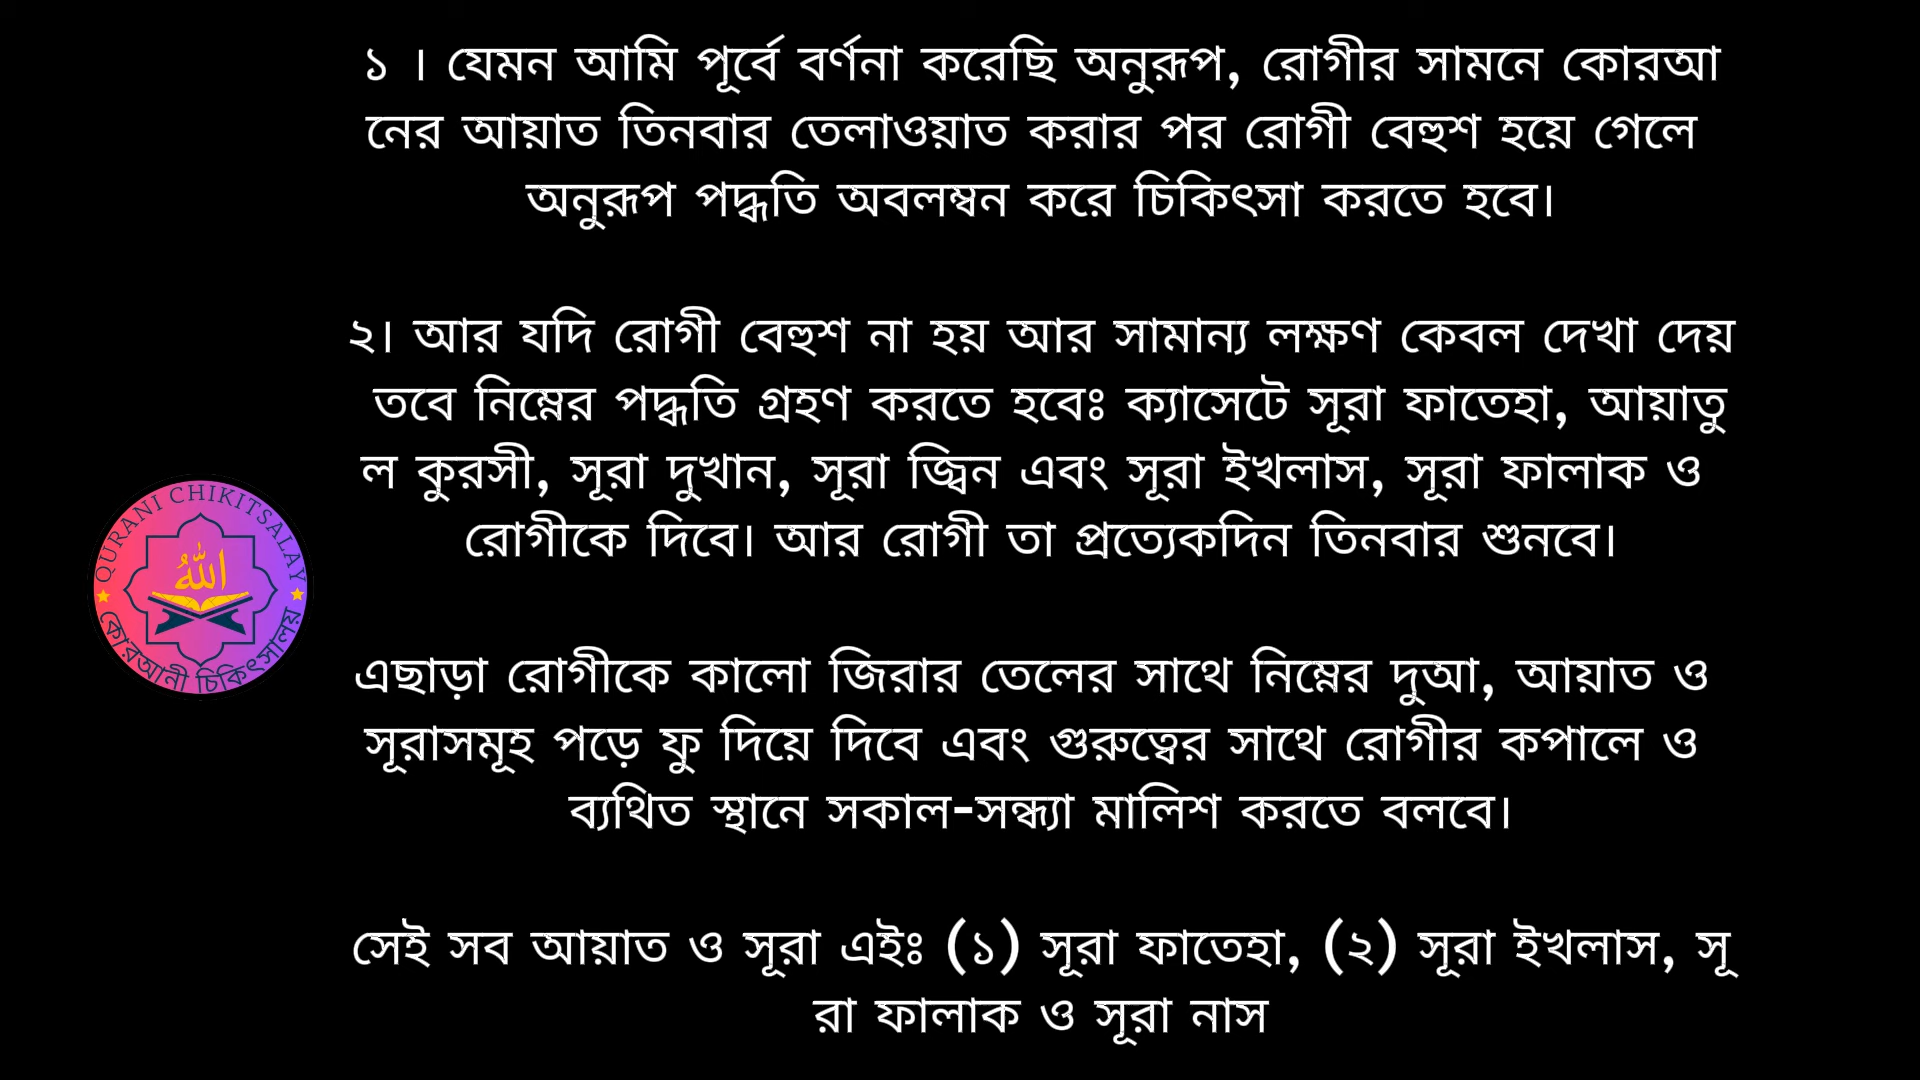 ১ । যেমন আমি পূর্বে বর্ণনা করেছি অনুরূপ, রোগীর সামনে কোরআ
নের আয়াত তিনবার তেলাওয়াত করার পর রোগী বেহুশ হয়ে গেলে
অনুরূপ পদ্ধতি অবলম্বন করে চিকিৎসা করতে হবে।
২। আর যদি রোগী বেহুশ না হয় আর সামান্য লক্ষণ কেবল দেখা দেয়
তবে নিম্নের পদ্ধতি গ্রহণ করতে হবেঃ ক্যাসেটে সূরা ফাতেহা, আয়াতু
ল কুরসী, সূরা দুখান, সূরা জ্বিন এবং সূরা ইখলাস, সূরা ফালাক ও
রোগীকে দিবে। আর রোগী তা প্রত্যেকদিন তিনবার শুনবে।
এছাড়া রোগীকে কালো জিরার তেলের সাথে নিম্নের দুআ, আয়াত ও
সূরাসমূহ পড়ে ফু দিয়ে দিবে এবং গুরুত্বের সাথে রোগীর কপালে ও
ব্যথিত স্থানে সকাল-সন্ধ্যা মালিশ করতে বলবে।
সেই সব আয়াত ও সূরা এইঃ (১) সূরা ফাতেহা, (২) সূরা ইখলাস, সূ
রা ফালাক ও সূরা নাস
QURANI CHIKITSALAY
الله
কোরআনী চিকিৎসালয়